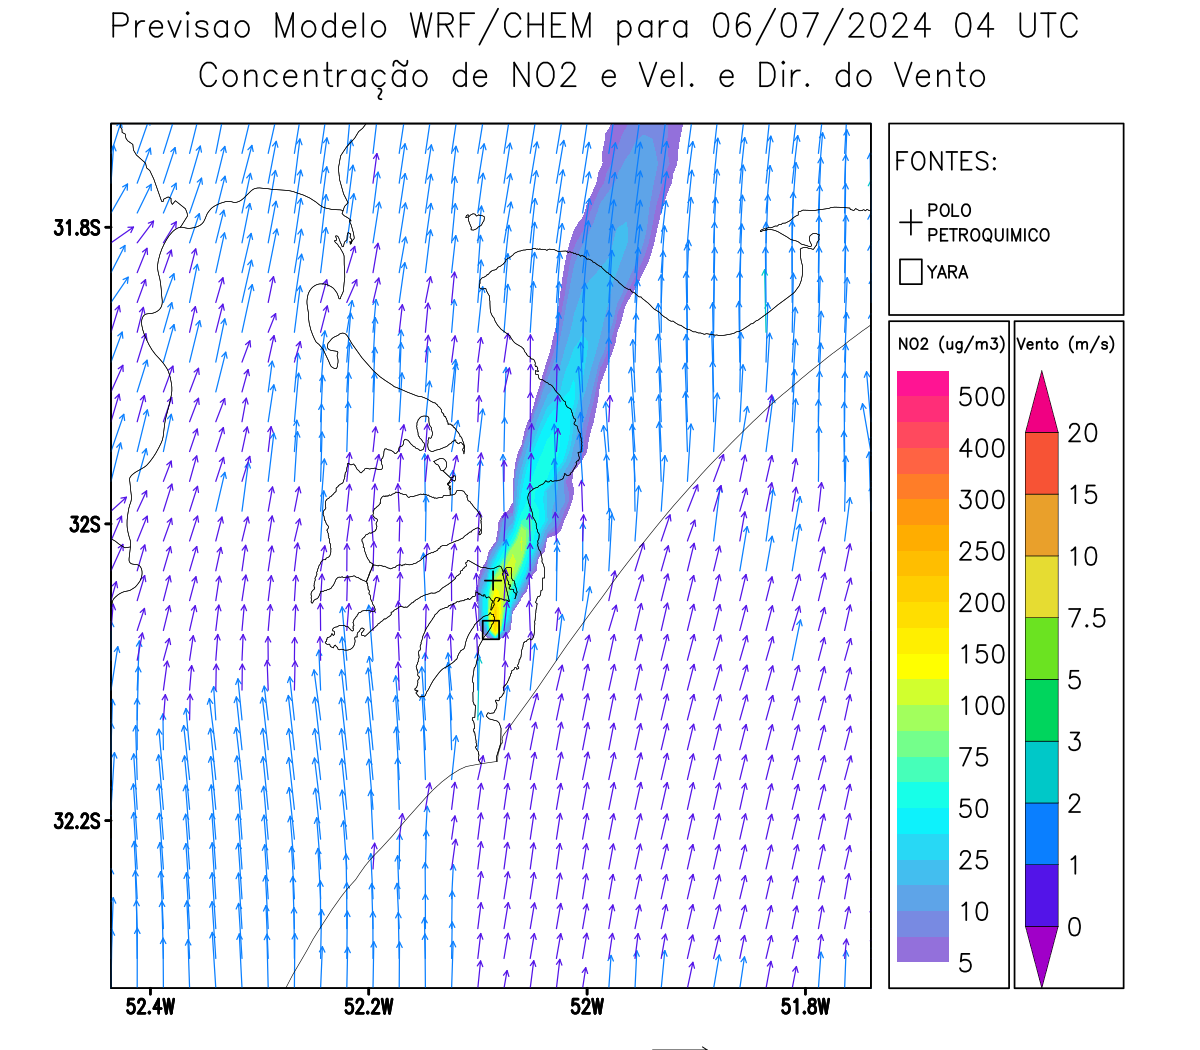 Previsao Modelo WRF/CHEM para 06/07/2024 04 UTC
Concentração de NO2 e Vel. e Dir. do Vento
FONTES:
POLO
PETROQUIMICO
YARA
NO2 (ug/m3)
500
400
300
250
200
150
100
75
50
25
10
5
Vento (m/s)
20
15
10
7.5
5
3
2
1
0
31.8S
32S
32.2S
52.4W
52.2W
52W
51.8W